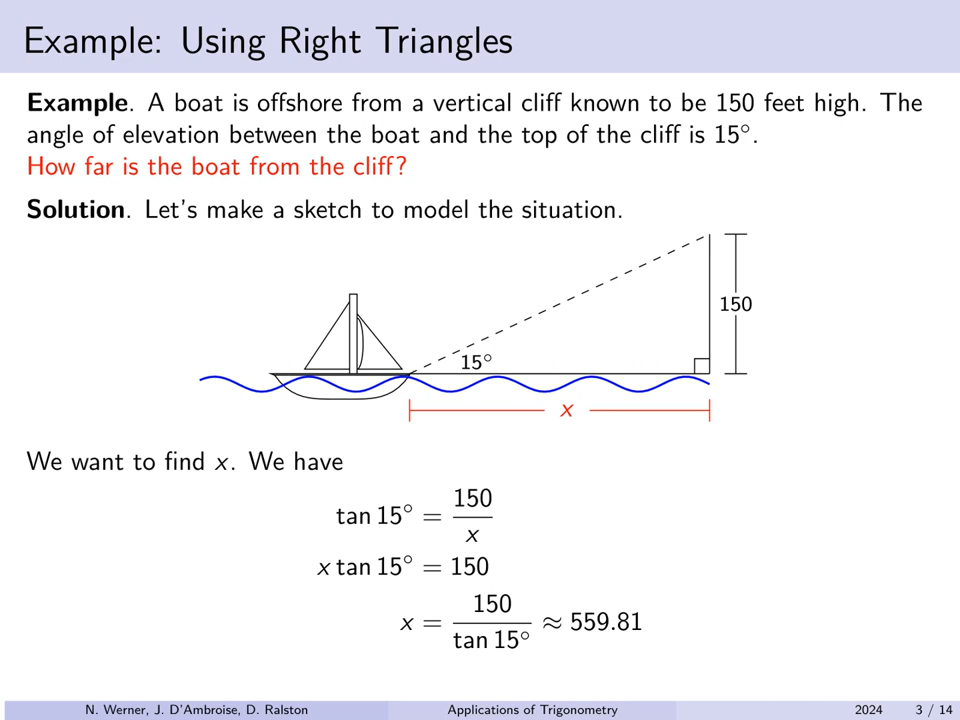 Example: Using Right Triangles
Example. A boat is offshore from a vertical cliff known to be 150 feet high. The
angle of elevation between the boat and the top of the cliff is 15°.
How far is the boat from the cliff?
Solution. Let's make a sketch to model the situation.
150
15°
x
We want to find x. We have
tan 15° = 150/x
x tan 15° = 150
x = 150/tan 15° ≈ 559.81
N. Werner, J. D'Ambroise, D. Ralston Applications of Trigonometry 2024 3 / 14